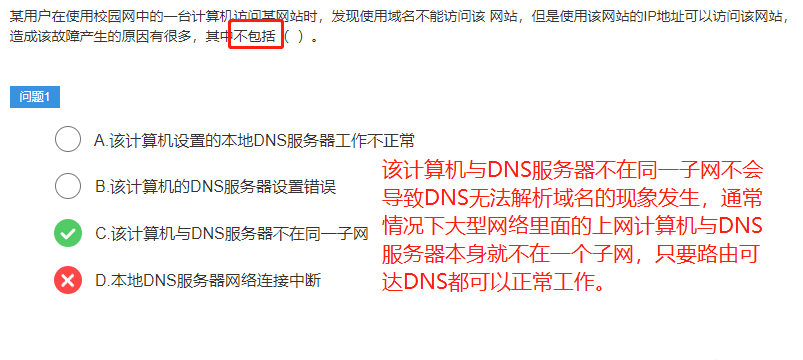 某用户在使用校园网中的一台计算机访问某网站时，发现使用域名不能访问该 网站，但是使用该网站的IP地址可以访问该网站，
造成该故障产生的原因有很多，其中不包括（ ）。
问题1
A.该计算机设置的本地DNS服务器工作不正常
B.该计算机的DNS服务器设置错误
C.该计算机与DNS服务器不在同一子网
D.本地DNS服务器网络连接中断
该计算机与DNS服务器不在同一子网不会
导致DNS无法解析域名的现象发生，通常
情况下大型网络里面的上网计算机与DNS
服务器本身就不在一个子网，只要路由可
达DNS都可以正常工作。